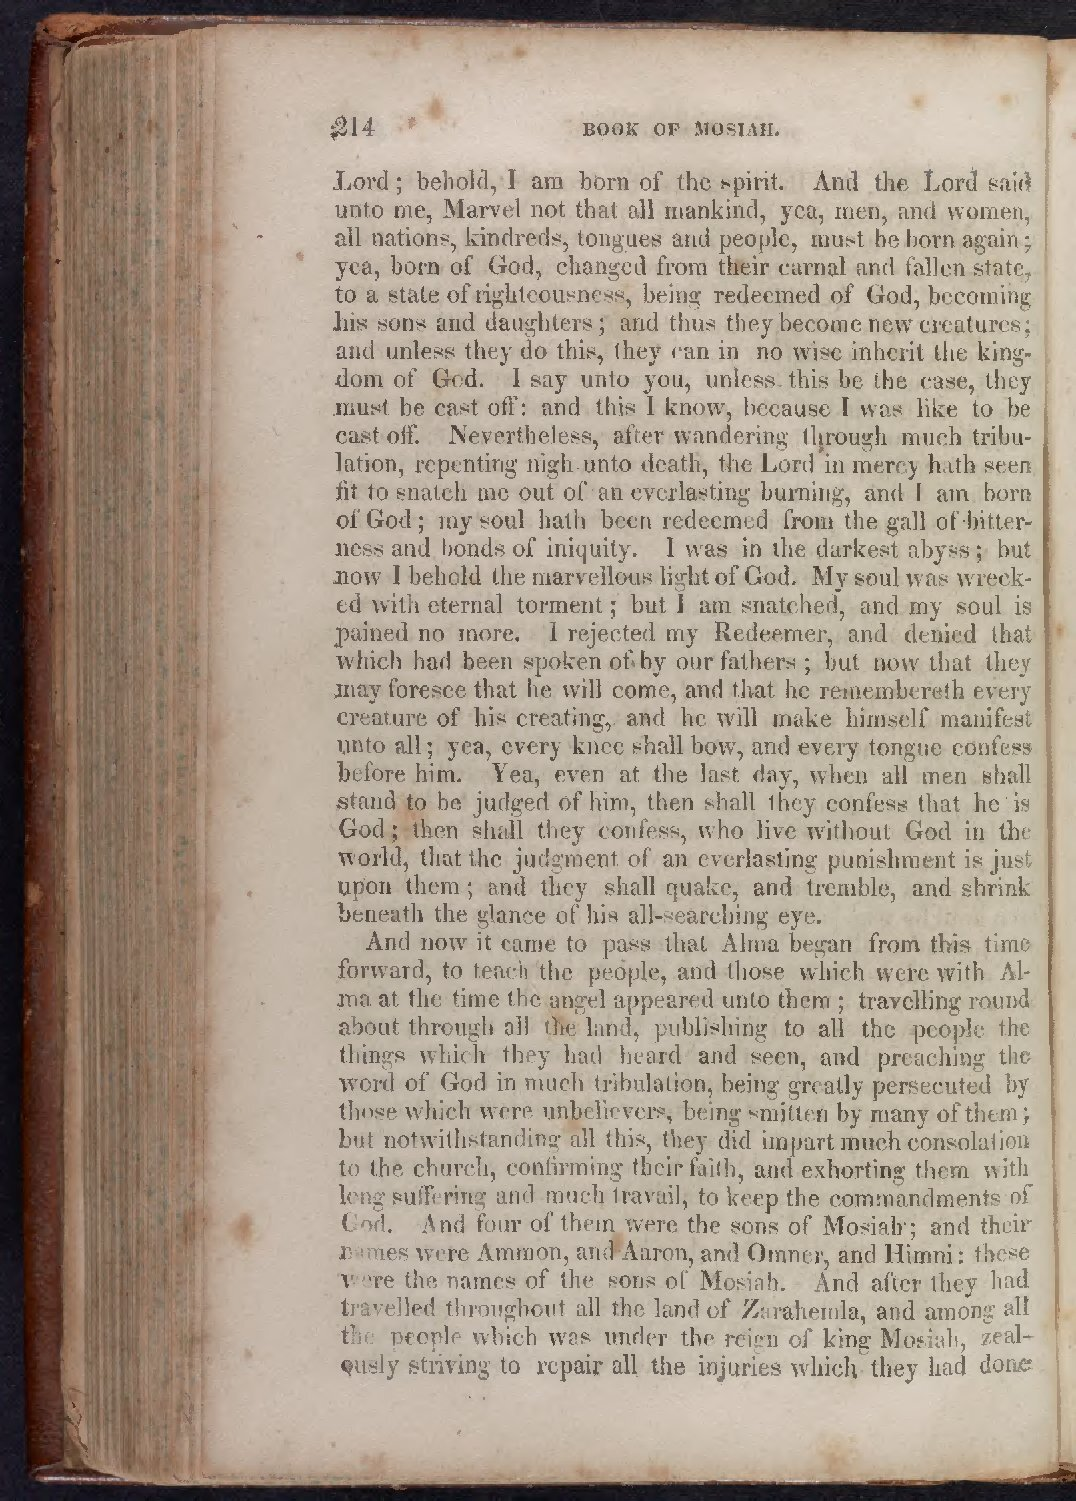 214 BOOK OF MOSIAH.
Lord; behold, I am born of the spirit. And the Lord said
unto me, Marvel not that all mankind, yea, men, and women,
all nations, kindreds, tongues and people, must be born again;
yea, born of God, changed from their carnal and fallen state,
to a state of righteousness, being redeemed of God, becoming
his sons and daughters; and thus they become new creatures;
and unless they do this, they can in no wise inherit the king-
dom of God. I say unto you, unless this be the case, they
must be cast off: and this I know, because I was like to be
cast off. Nevertheless, after wandering through much tribu-
lation, repenting nigh unto death, the Lord in mercy hath seen
fit to snatch me out of an everlasting burning, and I am born
of God; my soul hath been redeemed from the gall of bitter-
ness and bonds of iniquity. I was in the darkest abyss; but
now I behold the marvellous light of God. My soul was wreck-
ed with eternal torment; but I am snatched, and my soul is
pained no more. I rejected my Redeemer, and denied that
which had been spoken of by our fathers; but now that they
may foresee that he will come, and that he remembereth every
creature of his creating, and he will make himself manifest
unto all; yea, every knee shall bow, and every tongue confess
before him. Yea, even at the last day, when all men shall
stand to be judged of him, then shall they confess that he is
God; then shall they confess, who live without God in the
world, that the judgment of an everlasting punishment is just
upon them; and they shall quake, and tremble, and shrink
beneath the glance of his all-searching eye.
And now it came to pass that Alma began from this time
forward, to teach the people, and those which were with Al-
ma at the time the angel appeared unto them; travelling round
about through all the land, publishing to all the people the
things which they had heard and seen, and preaching the
word of God in much tribulation, being greatly persecuted by
those which were unbelievers, being smitten by many of them;
but notwithstanding all this, they did impart much consolation
to the church, confirming their faith, and exhorting them with
long suffering and much travail, to keep the commandments of
God. And four of them were the sons of Mosiah; and their
names were Ammon, and Aaron, and Omner, and Himni: these
were the names of the sons of Mosiah. And after they had
travelled throughout all the land of Zarahemla, and among all
the people which was under the reign of king Mosiah, zeal-
ously striving to repair all the injuries which they had done